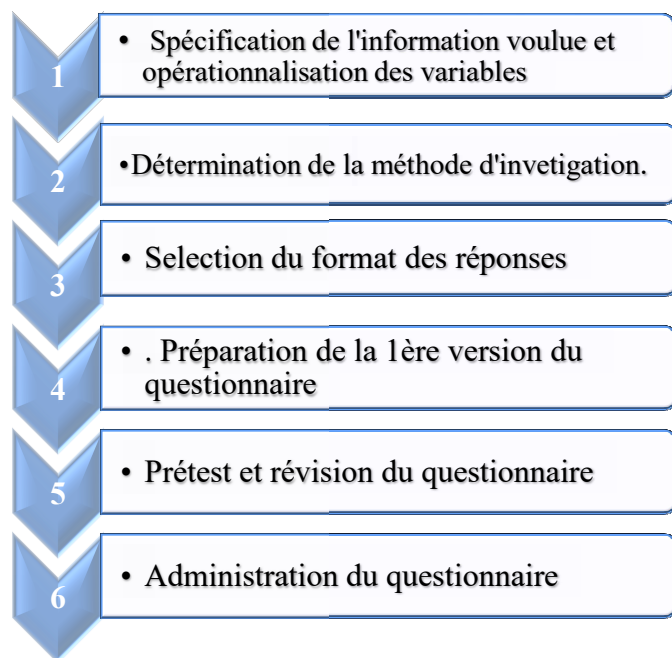 1
• Spécification de l'information voulue et
opérationnalisation des variables
2
•Détermination de la méthode d'invetigation.
3
• Selection du format des réponses
4
• . Préparation de la 1ère version du
questionnaire
5
• Prétest et révision du questionnaire
6
• Administration du questionnaire